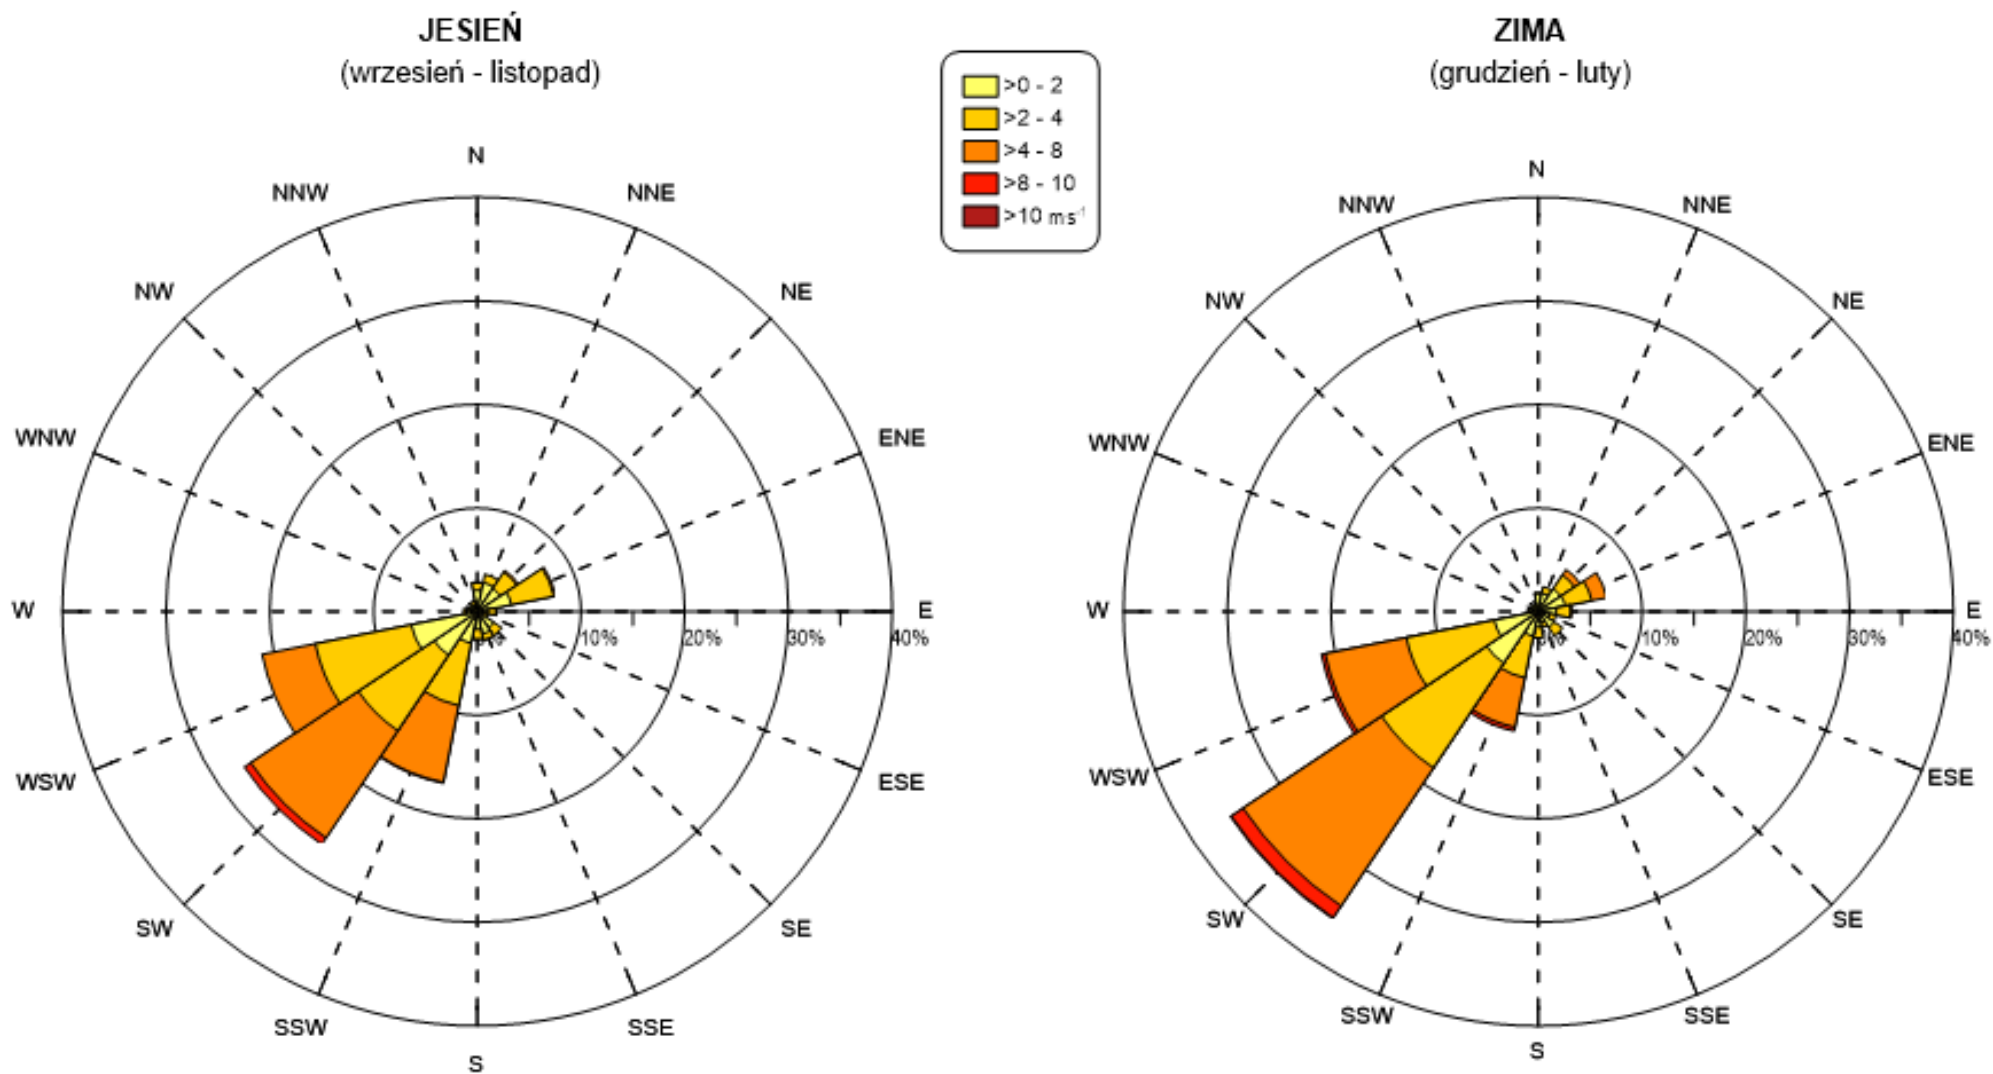 JESIEŃ
(wrzesień - listopad)
ZIMA
(grudzień - luty)
>0 - 2
>2 - 4
>4 - 8
>8 - 10
>10 m·s⁻¹
N
NNE
NE
ENE
E
ESE
SE
SSE
S
SSW
SW
WSW
W
WNW
NW
NNW
10%
20%
30%
40%
N
NNE
NE
ENE
E
ESE
SE
SSE
S
SSW
SW
WSW
W
WNW
NW
NNW
10%
20%
30%
40%